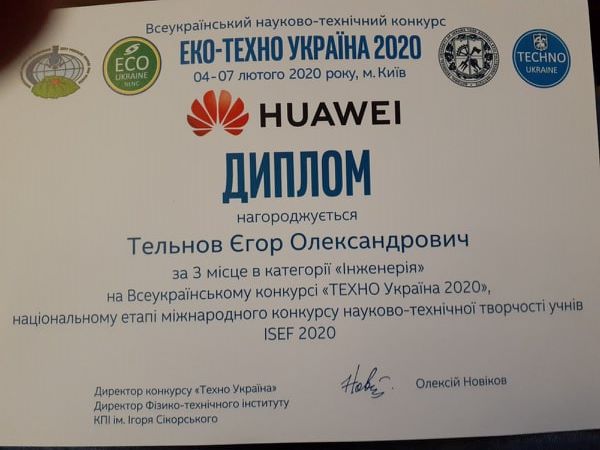 Всеукраїнський науково-технічний конкурс
ЕКО-ТЕХНО УКРАЇНА 2020
04-07 лютого 2020 року, м. Київ
ECO
UKRAINE
NENC
TECHNO
UKRAINE
HUAWEI
ДИПЛОМ
нагороджується
Тельнов Єгор Олександрович
за 3 місце в категорії «Інженерія»
на Всеукраїнському конкурсі «ТЕХНО Україна 2020»,
національному етапі міжнародного конкурсу науково-технічної творчості учнів
ISEF 2020
Директор конкурсу «Техно Україна»
Директор Фізико-технічного інституту
КПІ ім. Ігоря Сікорського
Олексій Новіков